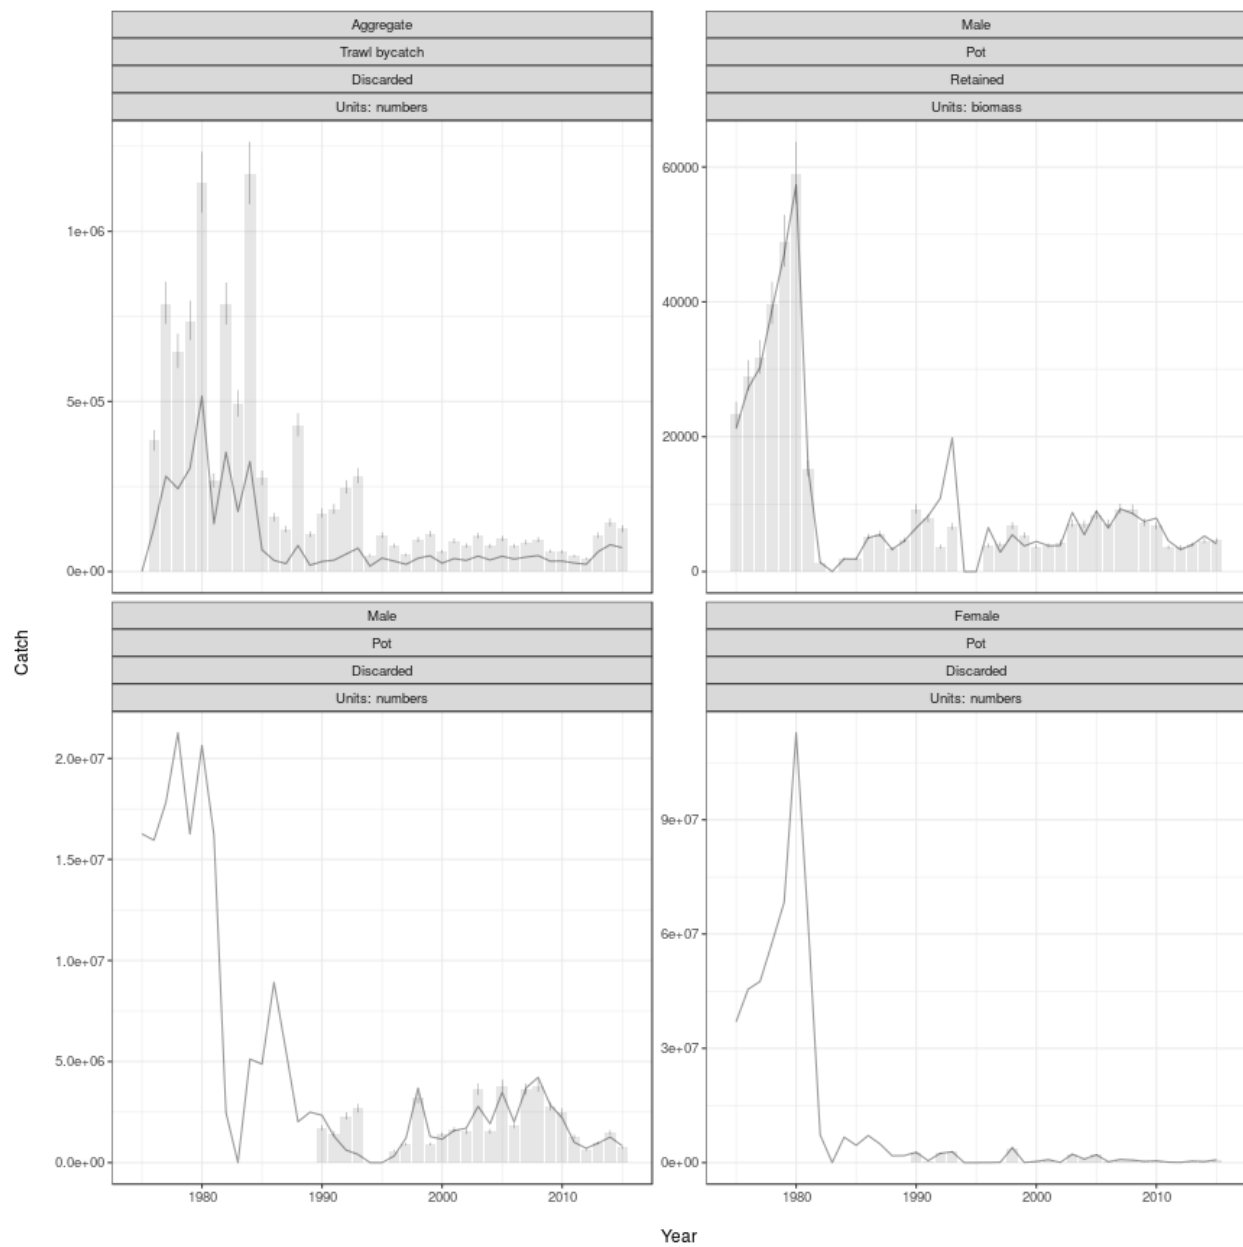 Aggregate
Trawl bycatch
Discarded
Units: numbers
Male
Pot
Retained
Units: biomass
1e+06
5e+05
0e+00
60000
40000
20000
0
Catch
Male
Pot
Discarded
Units: numbers
Female
Pot
Discarded
Units: numbers
2.0e+07
1.5e+07
1.0e+07
5.0e+06
0.0e+00
9e+07
6e+07
3e+07
0e+00
1980 1990 2000 2010
1980 1990 2000 2010
Year